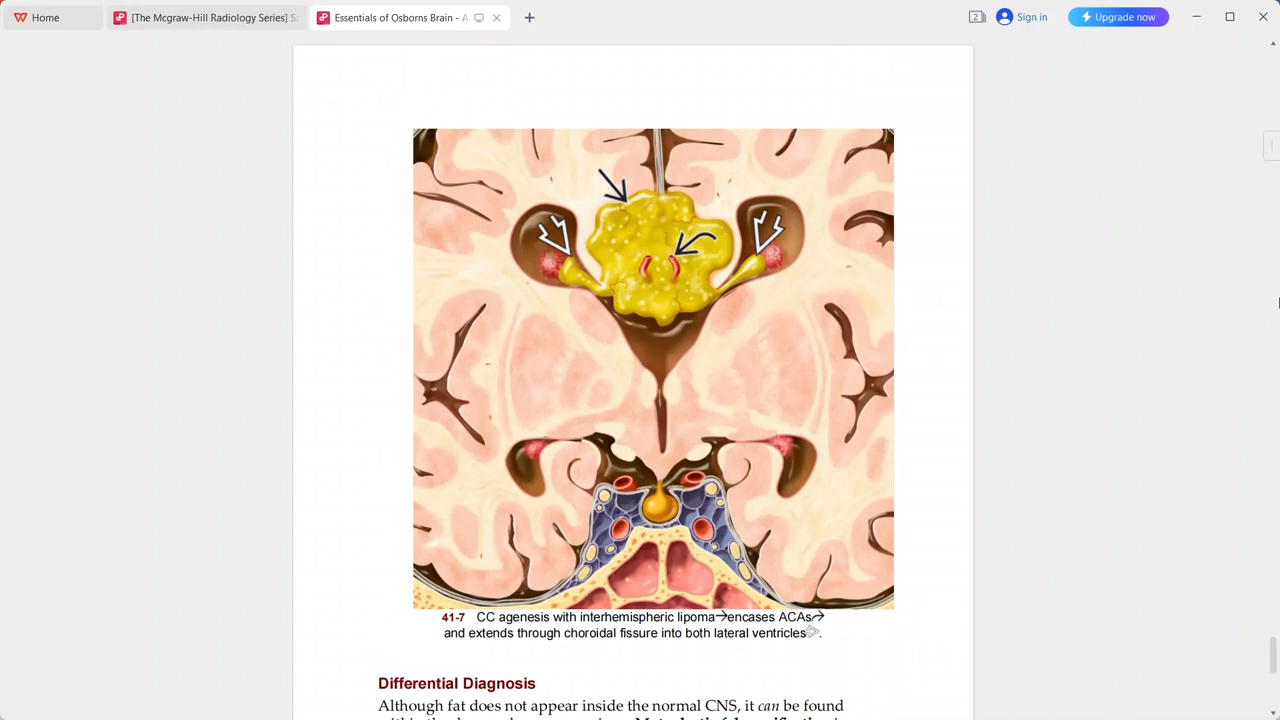 Home
[The Mcgraw-Hill Radiology Series] S.
Essentials of Osborns Brain - A
2
Sign in
Upgrade now
41-7 CC agenesis with interhemispheric lipoma→encases ACAs
and extends through choroidal fissure into both lateral ventricles .
Differential Diagnosis
Although fat does not appear inside the normal CNS, it can be found